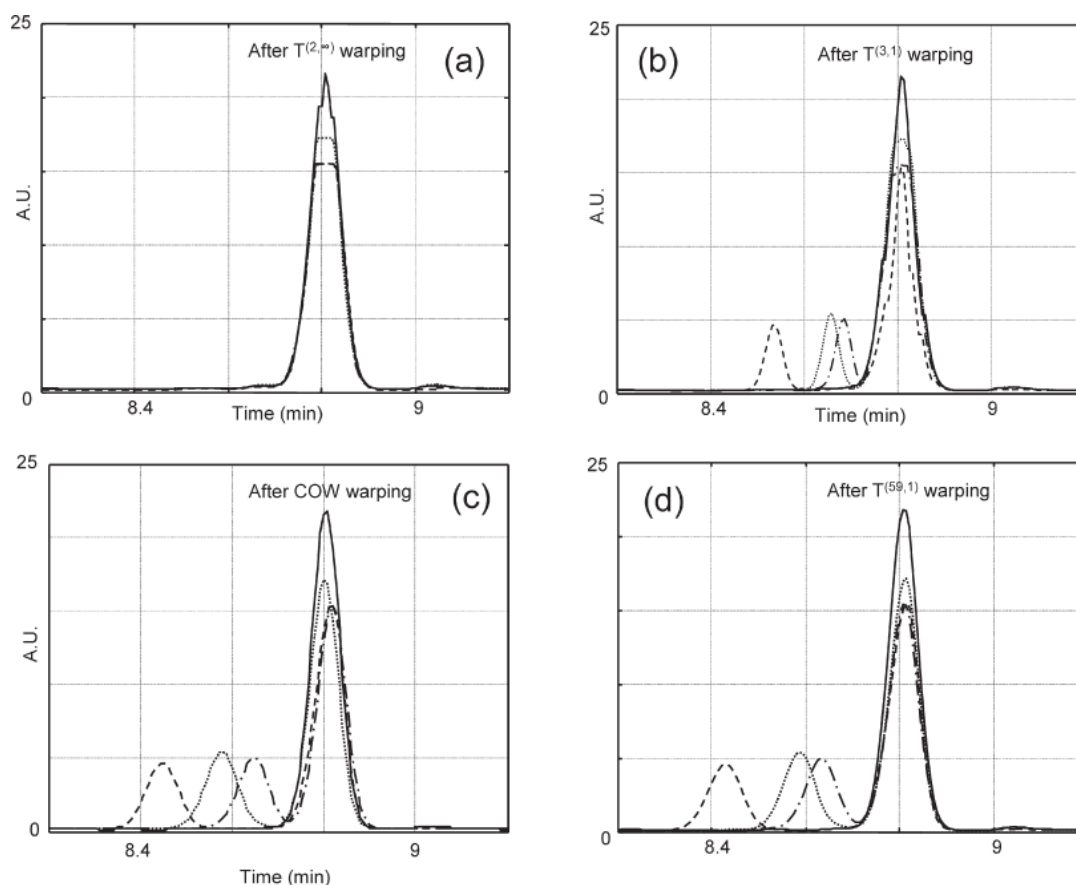 25
After T(2,∞) warping
(a)
A.U.
0
8.4
Time (min)
9
25
After T(3,1) warping
(b)
A.U.
0
8.4
Time (min)
9
25
After COW warping
(c)
A.U.
0
8.4
9
Time (min)
25
After T(59,1) warping
(d)
0
8.4
9